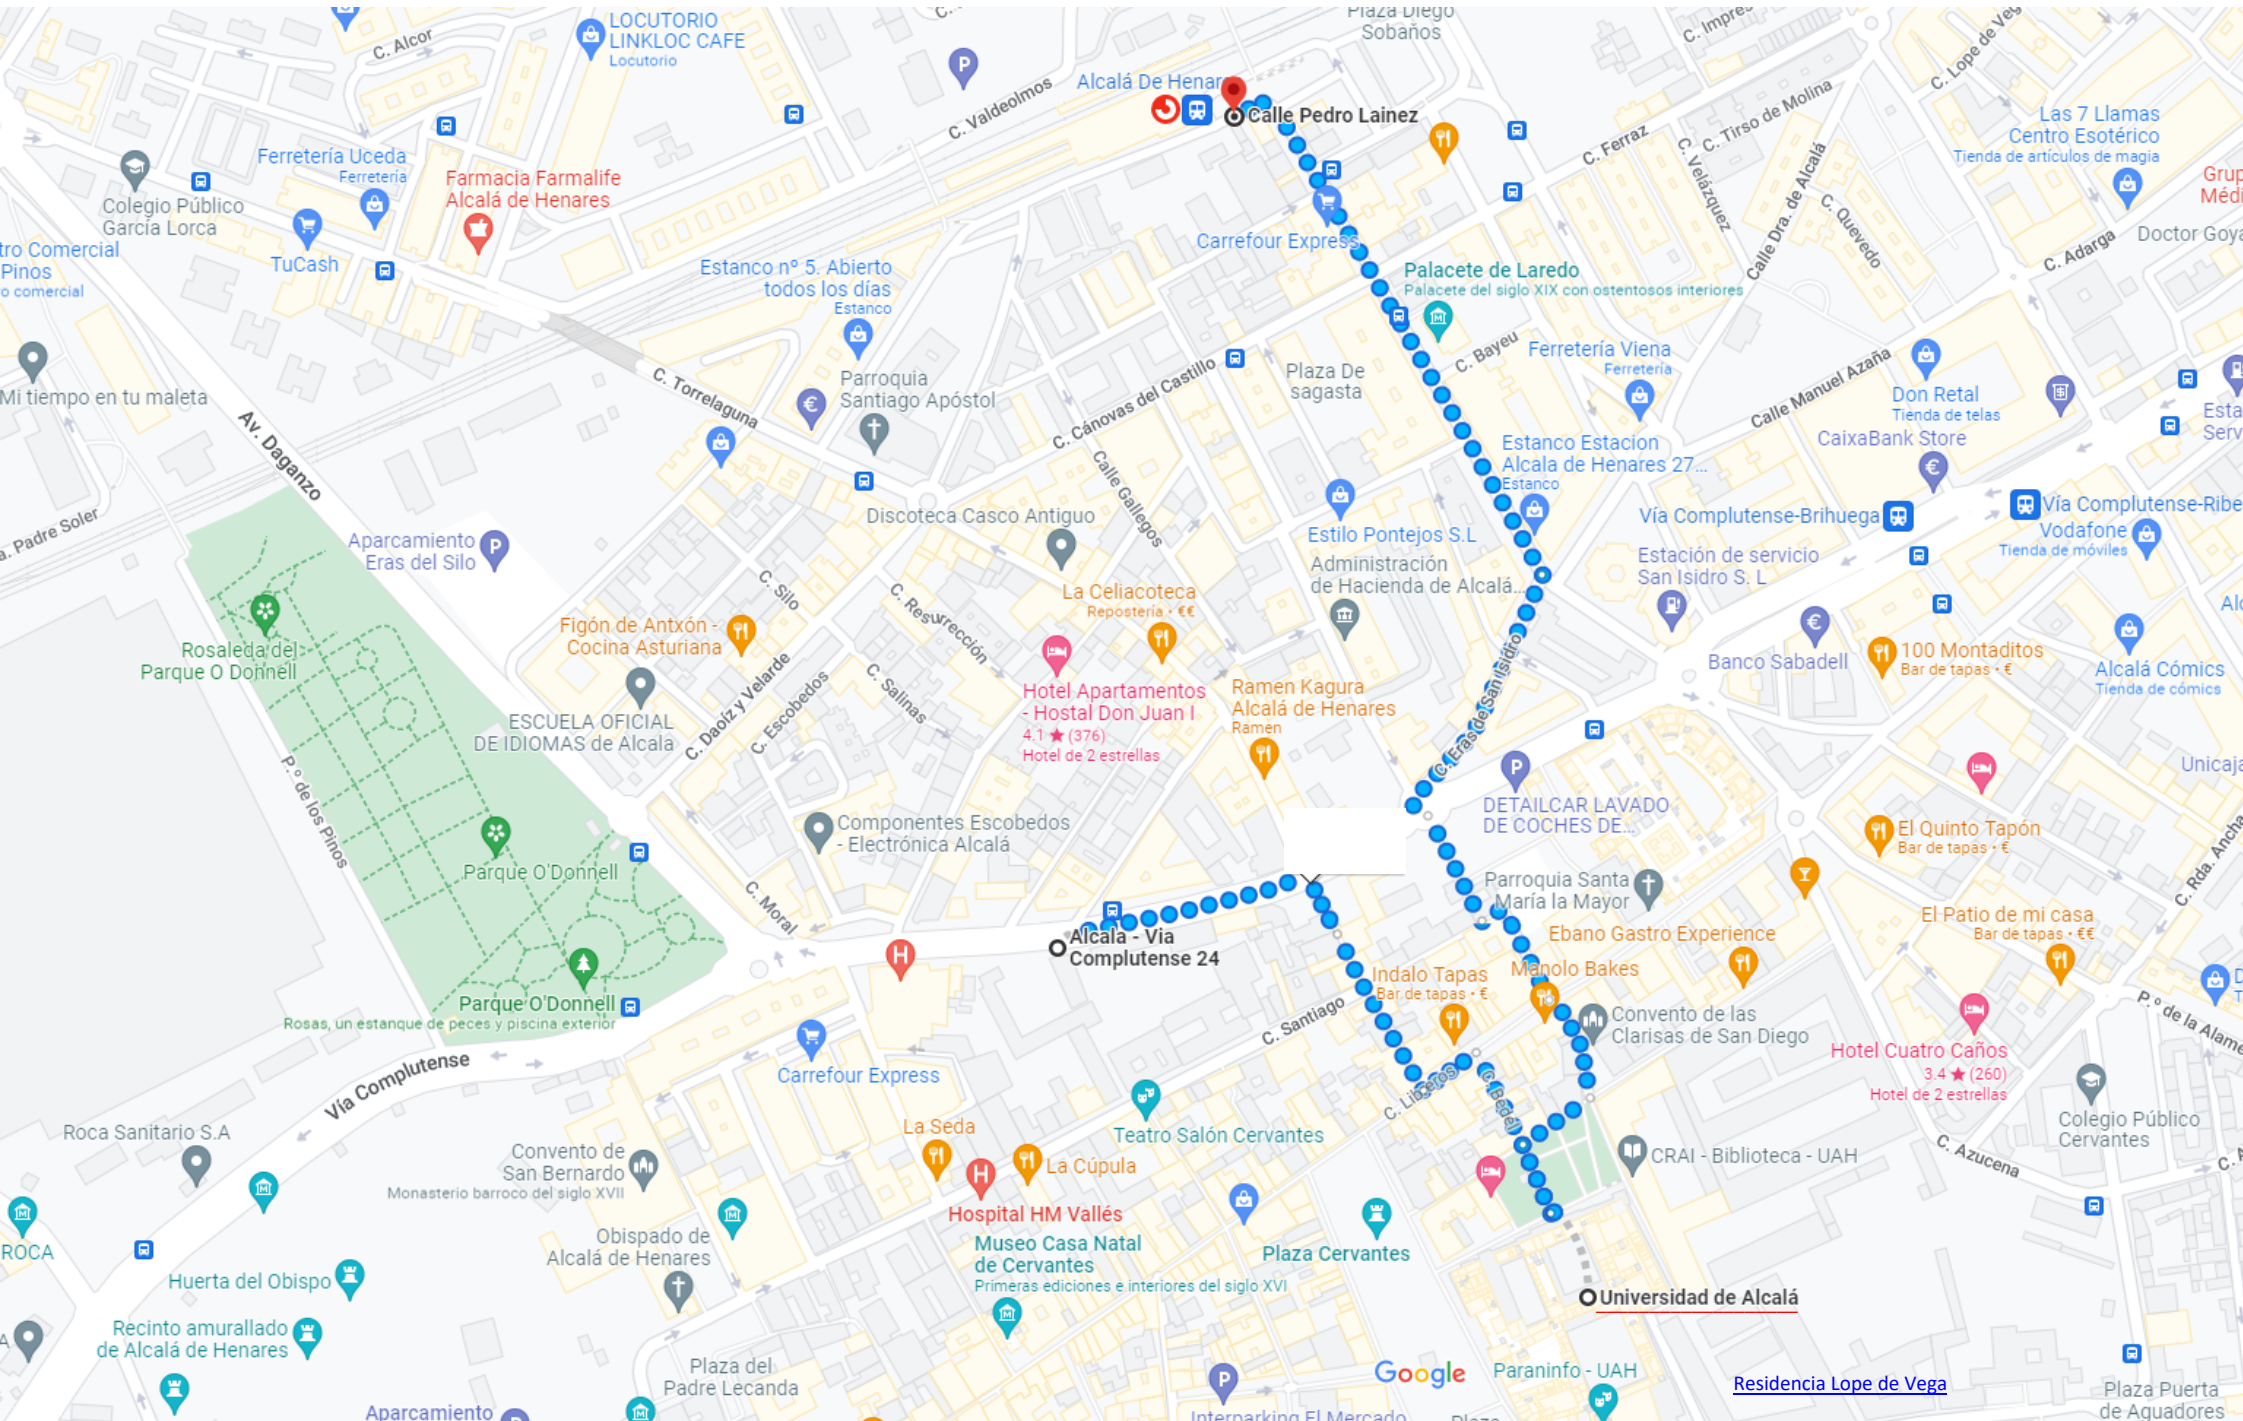 LOCUTORIO
LINKLOC CAFE
Locutorio
C. Alcor
Plaza Diego
Sobaños
C. Lope de Vega
C. Valdeolmos
Alcalá De Henares
Calle Pedro Lainez
C. Ferraz
C. Tirso de Molina
C. Velázquez
Calle Dra. de Alcalá
C. Quevedo
Las 7 Llamas
Centro Esotérico
Tienda de artículos de magia
Doctor Goya
C. Adarga
Ferretería Uceda
Ferretería
Farmacia Farmalife
Alcalá de Henares
Colegio Público
García Lorca
TuCash
tro Comercial
Pinos
o comercial
Estanco nº 5. Abierto
todos los días
Estanco
Carrefour Express
Palacete de Laredo
Palacete del siglo XIX con ostentosos interiores
C. Bayeu
Ferretería Viena
Ferretería
Plaza De
sagasta
Mi tiempo en tu maleta
C. Torrelaguna
Parroquia
Santiago Apóstol
C. Cánovas del Castillo
Calle Manuel Azaña
Don Retal
Tienda de telas
CaixaBank Store
Av. Daganzo
Calle Gallegos
Estanco Estacion
Alcala de Henares 27...
Estanco
a. Padre Soler
Aparcamiento
Eras del Silo
Discoteca Casco Antiguo
Estilo Pontejos S.L
Vía Complutense-Brihuega
Vía Complutense-Ribe
Vodafone
Tienda de móviles
Administración
de Hacienda de Alcalá...
Estación de servicio
San Isidro S. L
C. Silo
C. Resurrección
La Celiacoteca
Repostería • €€
Figón de Antxón -
Cocina Asturiana
Rosaleda del
Parque O Donnell
C. Eras de San Isidro
Banco Sabadell
100 Montaditos
Bar de tapas • €
Alcalá Cómics
Tienda de cómics
C. Daoíz y Velarde
C. Escobedos
C. Salinas
Hotel Apartamentos
- Hostal Don Juan I
4.1 ★ (376)
Hotel de 2 estrellas
Ramen Kagura
Alcalá de Henares
Ramen
ESCUELA OFICIAL
DE IDIOMAS de Alcala
P.º de los Pinos
DETAILCAR LAVADO
DE COCHES DE...
Unicaja
Componentes Escobedos
- Electrónica Alcalá
El Quinto Tapón
Bar de tapas • €
C. Rda. Ancha
Parque O'Donnell
C. Moral
Parroquia Santa
María la Mayor
El Patio de mi casa
Bar de tapas • €€
Alcala - Via
Complutense 24
Ebano Gastro Experience
Indalo Tapas
Bar de tapas • €
Manolo Bakes
Parque O'Donnell
Rosas, un estanque de peces y piscina exterior
C. Santiago
Convento de las
Clarisas de San Diego
P.º de la Alame
Hotel Cuatro Caños
3.4 ★ (260)
Hotel de 2 estrellas
Vía Complutense
Carrefour Express
C. Libreros
C. Bedel
Roca Sanitario S.A
La Seda
Teatro Salón Cervantes
Colegio Público
Cervantes
Convento de
San Bernardo
Monasterio barroco del siglo XVII
La Cúpula
CRAI - Biblioteca - UAH
C. Azucena
Hospital HM Vallés
Obispado de
Alcalá de Henares
Museo Casa Natal
de Cervantes
Primeras ediciones e interiores del siglo XVI
Plaza Cervantes
ROCA
Huerta del Obispo
Universidad de Alcalá
Recinto amurallado
de Alcalá de Henares
Plaza del
Padre Lecanda
Google
Paraninfo - UAH
Residencia Lope de Vega
Plaza Puerta
de Aguadores
Aparcamiento
Interparking El Mercado
Plaza